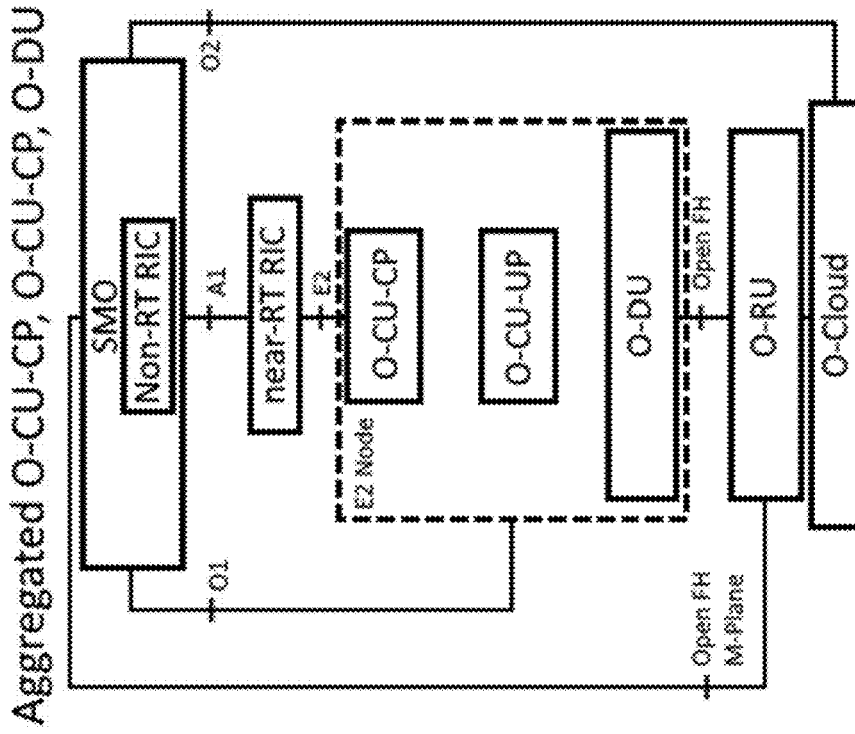 Aggregated O-CU-CP, O-CU-CP, O-DU
SMO
Non-RT RIC
O1
A1
O2
near-RT RIC
E2
E2 Node
O-CU-CP
O-CU-UP
O-DU
Open FH
M-Plane
Open FH
O-RU
O-Cloud